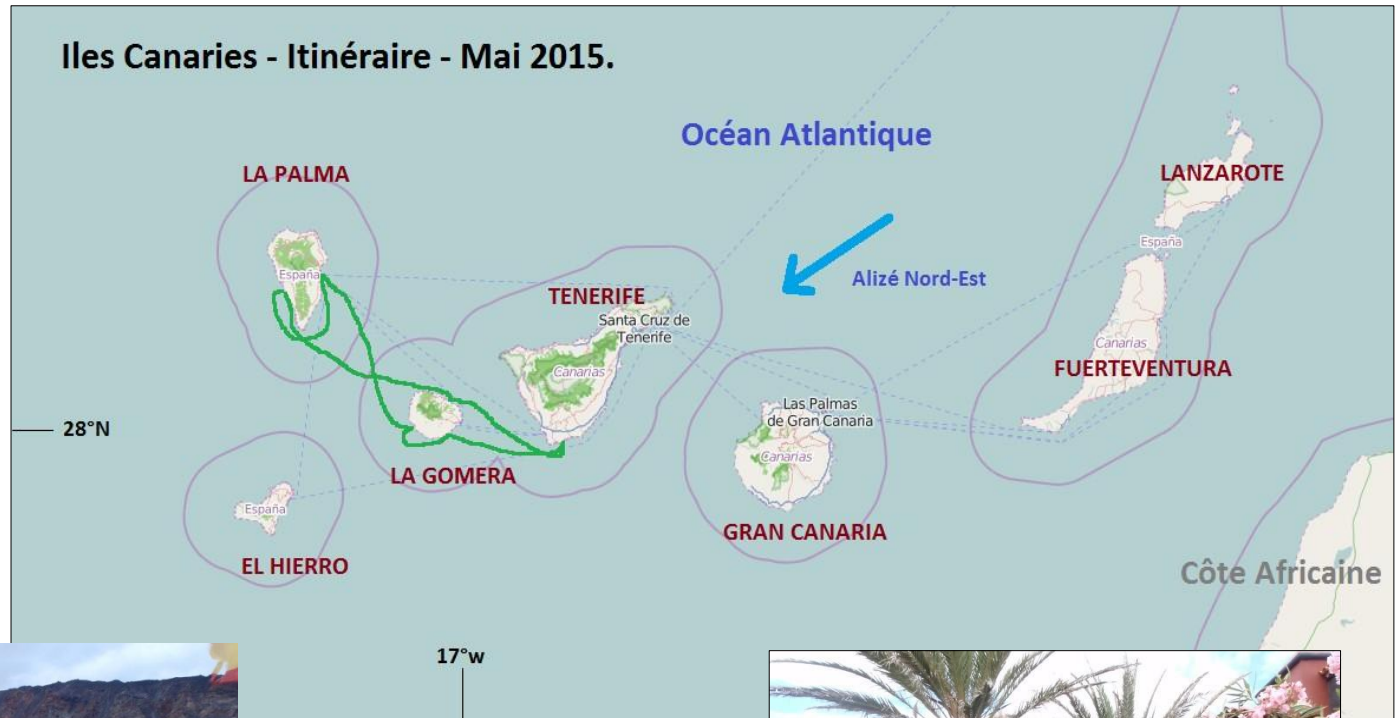 Iles Canaries - Itinéraire - Mai 2015.
Océan Atlantique
LA PALMA
LANZAROTE
España
España
Alizé Nord-Est
TENERIFE
Santa Cruz de
Tenerife
Canarias
Canarias
FUERTEVENTURA
Las Palmas
de Gran Canaria
28°N
Canarias
LA GOMERA
España
GRAN CANARIA
EL HIERRO
Côte Africaine
17°w